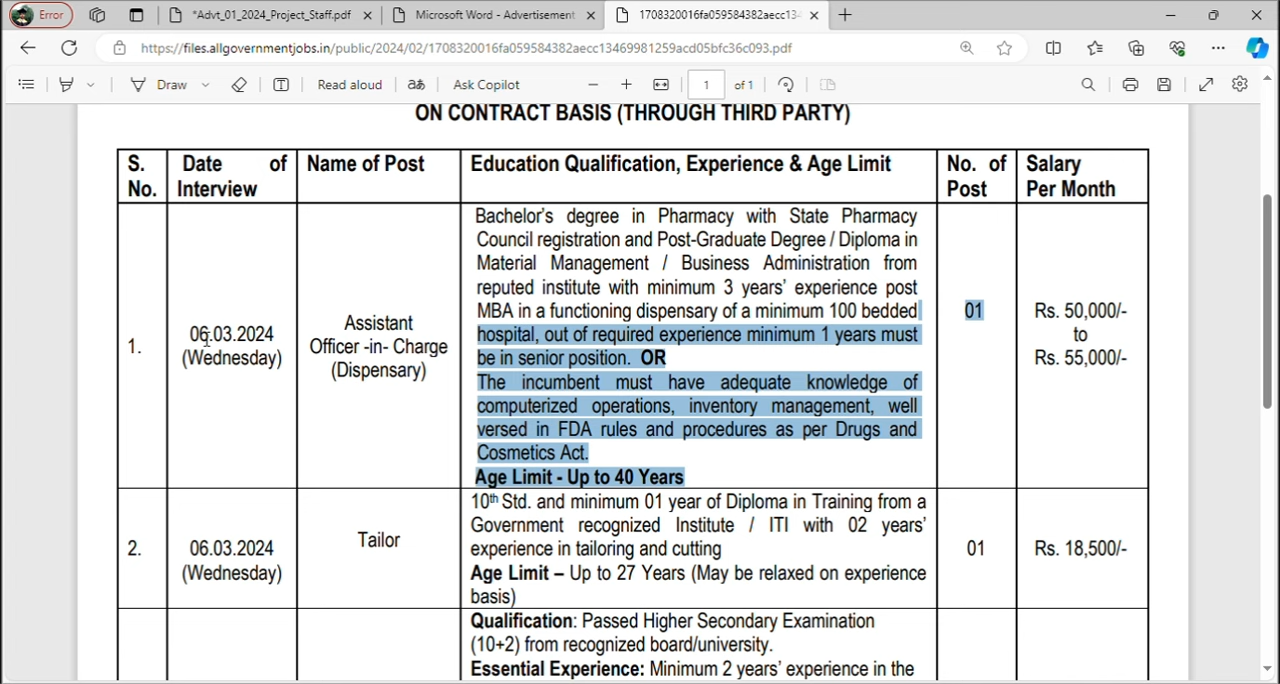 Error
*Advt_01_2024_Project_Staff.pdf
Microsoft Word - Advertisement
1708320016fa059584382aecc13
https://files.allgovernmentjobs.in/public/2024/02/1708320016fa059584382aecc13469981259acd05bfc36c093.pdf
Draw
Read aloud
aあ
Ask Copilot
1
of 1
ON CONTRACT BASIS (THROUGH THIRD PARTY)
S. No.
Date of Interview
Name of Post
Education Qualification, Experience & Age Limit
No. of Post
Salary Per Month
1.
06.03.2024
(Wednesday)
Assistant
Officer -in- Charge
(Dispensary)
Bachelor's degree in Pharmacy with State Pharmacy
Council registration and Post-Graduate Degree / Diploma in
Material Management / Business Administration from
reputed institute with minimum 3 years' experience post
MBA in a functioning dispensary of a minimum 100 bedded
hospital, out of required experience minimum 1 years must
be in senior position. OR
The incumbent must have adequate knowledge of
computerized operations, inventory management, well
versed in FDA rules and procedures as per Drugs and
Cosmetics Act.
Age Limit - Up to 40 Years
01
Rs. 50,000/-
to
Rs. 55,000/-
2.
06.03.2024
(Wednesday)
Tailor
10th Std. and minimum 01 year of Diploma in Training from a
Government recognized Institute / ITI with 02 years'
experience in tailoring and cutting
Age Limit – Up to 27 Years (May be relaxed on experience
basis)
01
Rs. 18,500/-
Qualification: Passed Higher Secondary Examination
(10+2) from recognized board/university.
Essential Experience: Minimum 2 years' experience in the